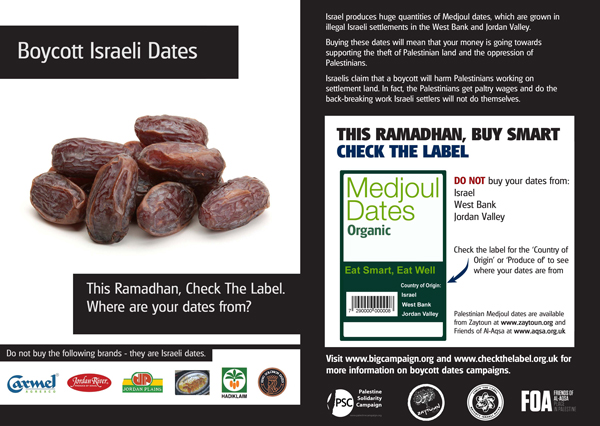 Boycott Israeli Dates
This Ramadhan, Check The Label.
Where are your dates from?
Do not buy the following brands - they are Israeli dates.
Carmel
Jordan River
JORDAN PLAINS
HADIKLAIM
Israel produces huge quantities of Medjoul dates, which are grown in
illegal Israeli settlements in the West Bank and Jordan Valley.
Buying these dates will mean that your money is going towards
supporting the theft of Palestinian land and the oppression of
Palestinians.
Israelis claim that a boycott will harm Palestinians working on
settlement land. In fact, the Palestinians get paltry wages and do the
back-breaking work Israeli settlers will not do themselves.
THIS RAMADHAN, BUY SMART
CHECK THE LABEL
Medjoul
Dates
Organic
Eat Smart, Eat Well
Country of Origin:
Israel
West Bank
Jordan Valley
7 290000 000008
DO NOT buy your dates from:
Israel
West Bank
Jordan Valley
Check the label for the 'Country of
Origin' or 'Produce of' to see
where your dates are from
Palestinian Medjoul dates are available
from Zaytoun at www.zaytoun.org and
Friends of Al-Aqsa at www.aqsa.org.uk
Visit www.bigcampaign.org and www.checkthelabel.org.uk for
more information on boycott dates campaigns.
PSC
Palestine
Solidarity
Campaign
zaytoun
FOA
FRIENDS OF
AL-AQSA
PEACE
IN PALESTINE